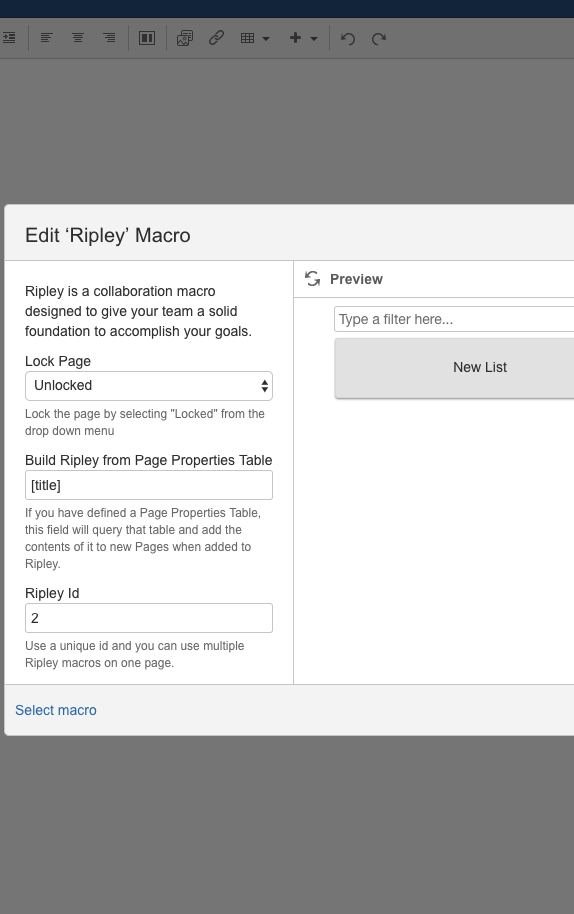 Edit ‘Ripley’ Macro
Ripley is a collaboration macro
designed to give your team a solid
foundation to accomplish your goals.
Lock Page
Unlocked
Lock the page by selecting "Locked" from the
drop down menu
Build Ripley from Page Properties Table
[title]
If you have defined a Page Properties Table,
this field will query that table and add the
contents of it to new Pages when added to
Ripley.
Ripley Id
2
Use a unique id and you can use multiple
Ripley macros on one page.
Preview
Type a filter here...
New List
Select macro